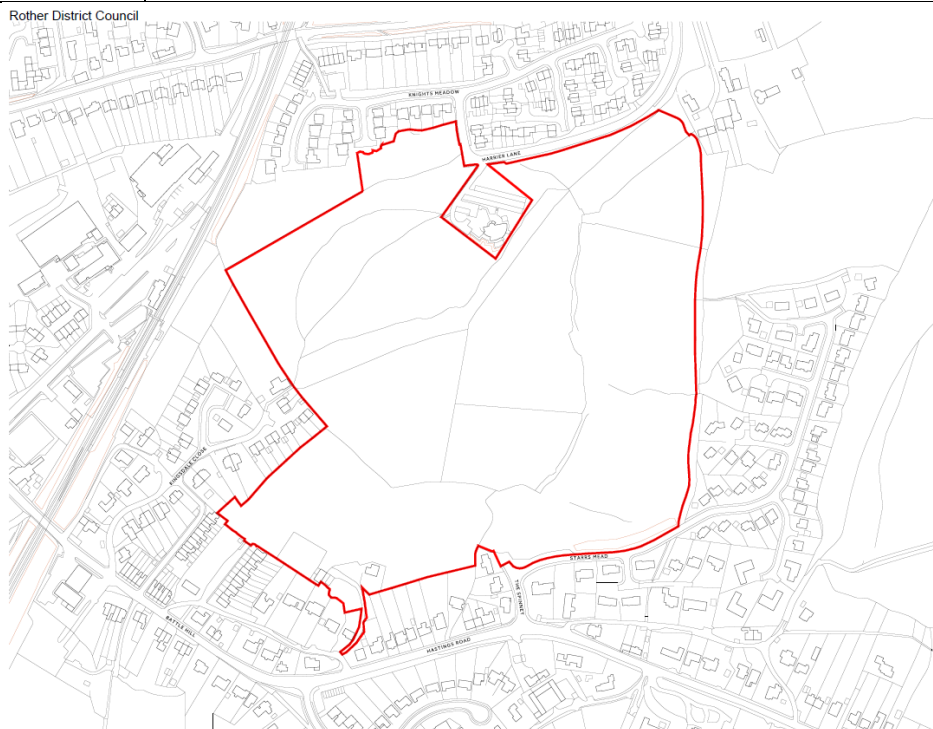 Rother District Council
KNIGHTS MEADOW
HARRIER LANE
KINGSDALE CLOSE
STARRS MEAD
THE SPINNEY
BATTLE HILL
HASTINGS ROAD